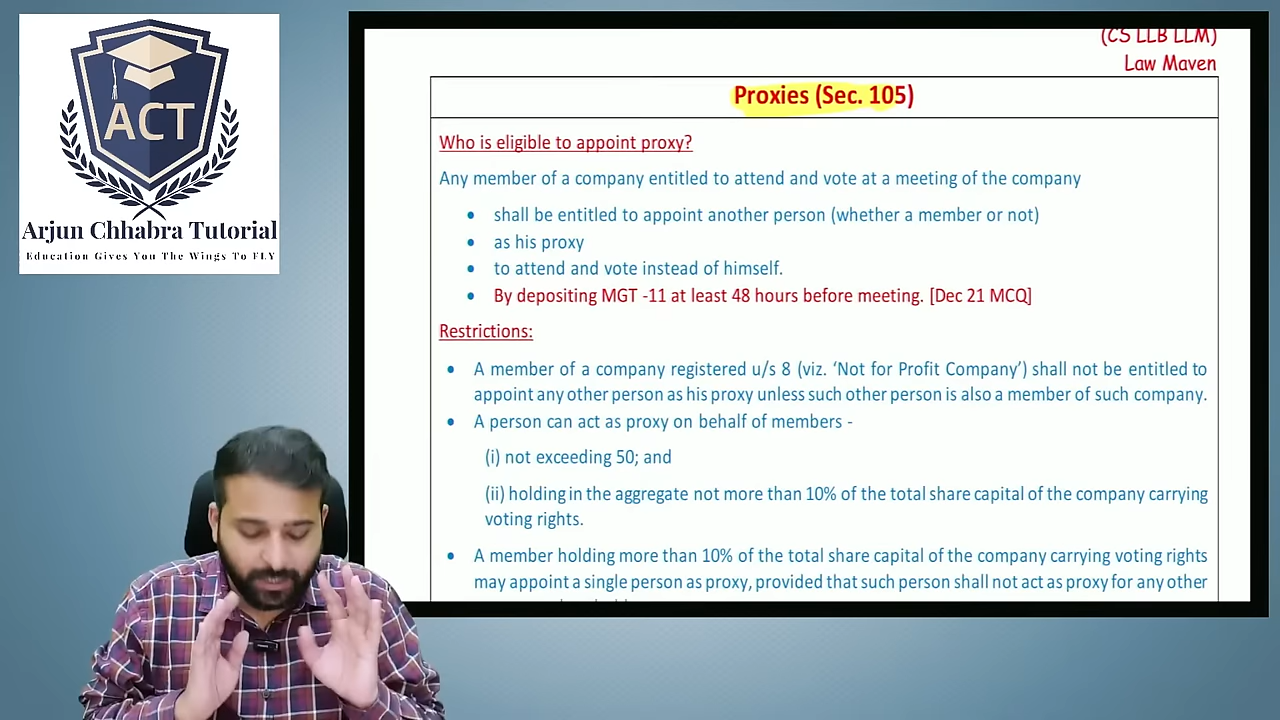 ACT
Arjun Chhabra Tutorial
Education Gives You The Wings To FLY
(CS LLB LLM)
Law Maven
Proxies (Sec. 105)
Who is eligible to appoint proxy?
Any member of a company entitled to attend and vote at a meeting of the company
• shall be entitled to appoint another person (whether a member or not)
• as his proxy
• to attend and vote instead of himself.
• By depositing MGT -11 at least 48 hours before meeting. [Dec 21 MCQ]
Restrictions:
• A member of a company registered u/s 8 (viz. ‘Not for Profit Company’) shall not be entitled to
appoint any other person as his proxy unless such other person is also a member of such company.
• A person can act as proxy on behalf of members -
(i) not exceeding 50; and
(ii) holding in the aggregate not more than 10% of the total share capital of the company carrying
voting rights.
• A member holding more than 10% of the total share capital of the company carrying voting rights
may appoint a single person as proxy, provided that such person shall not act as proxy for any other